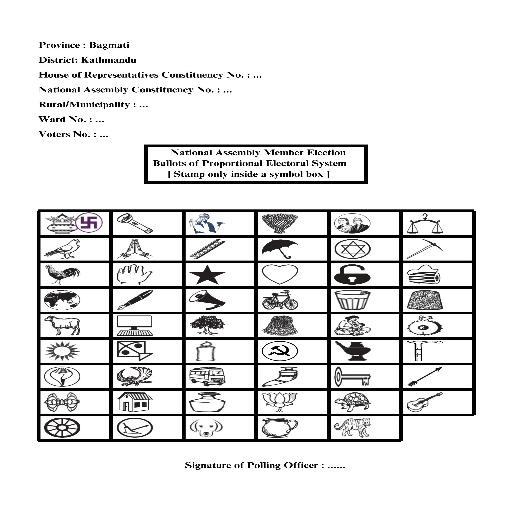 Province : Bagmati
District: Kathmandu
House of Representatives Constituency No. : ...
National Assembly Constituency No. : ...
Rural/Municipality : ...
Ward No. : ...
Voters No. : ...
National Assembly Member Election
Ballots of Proportional Electoral System
[ Stamp only inside a symbol box ]
Signature of Polling Officer : ......